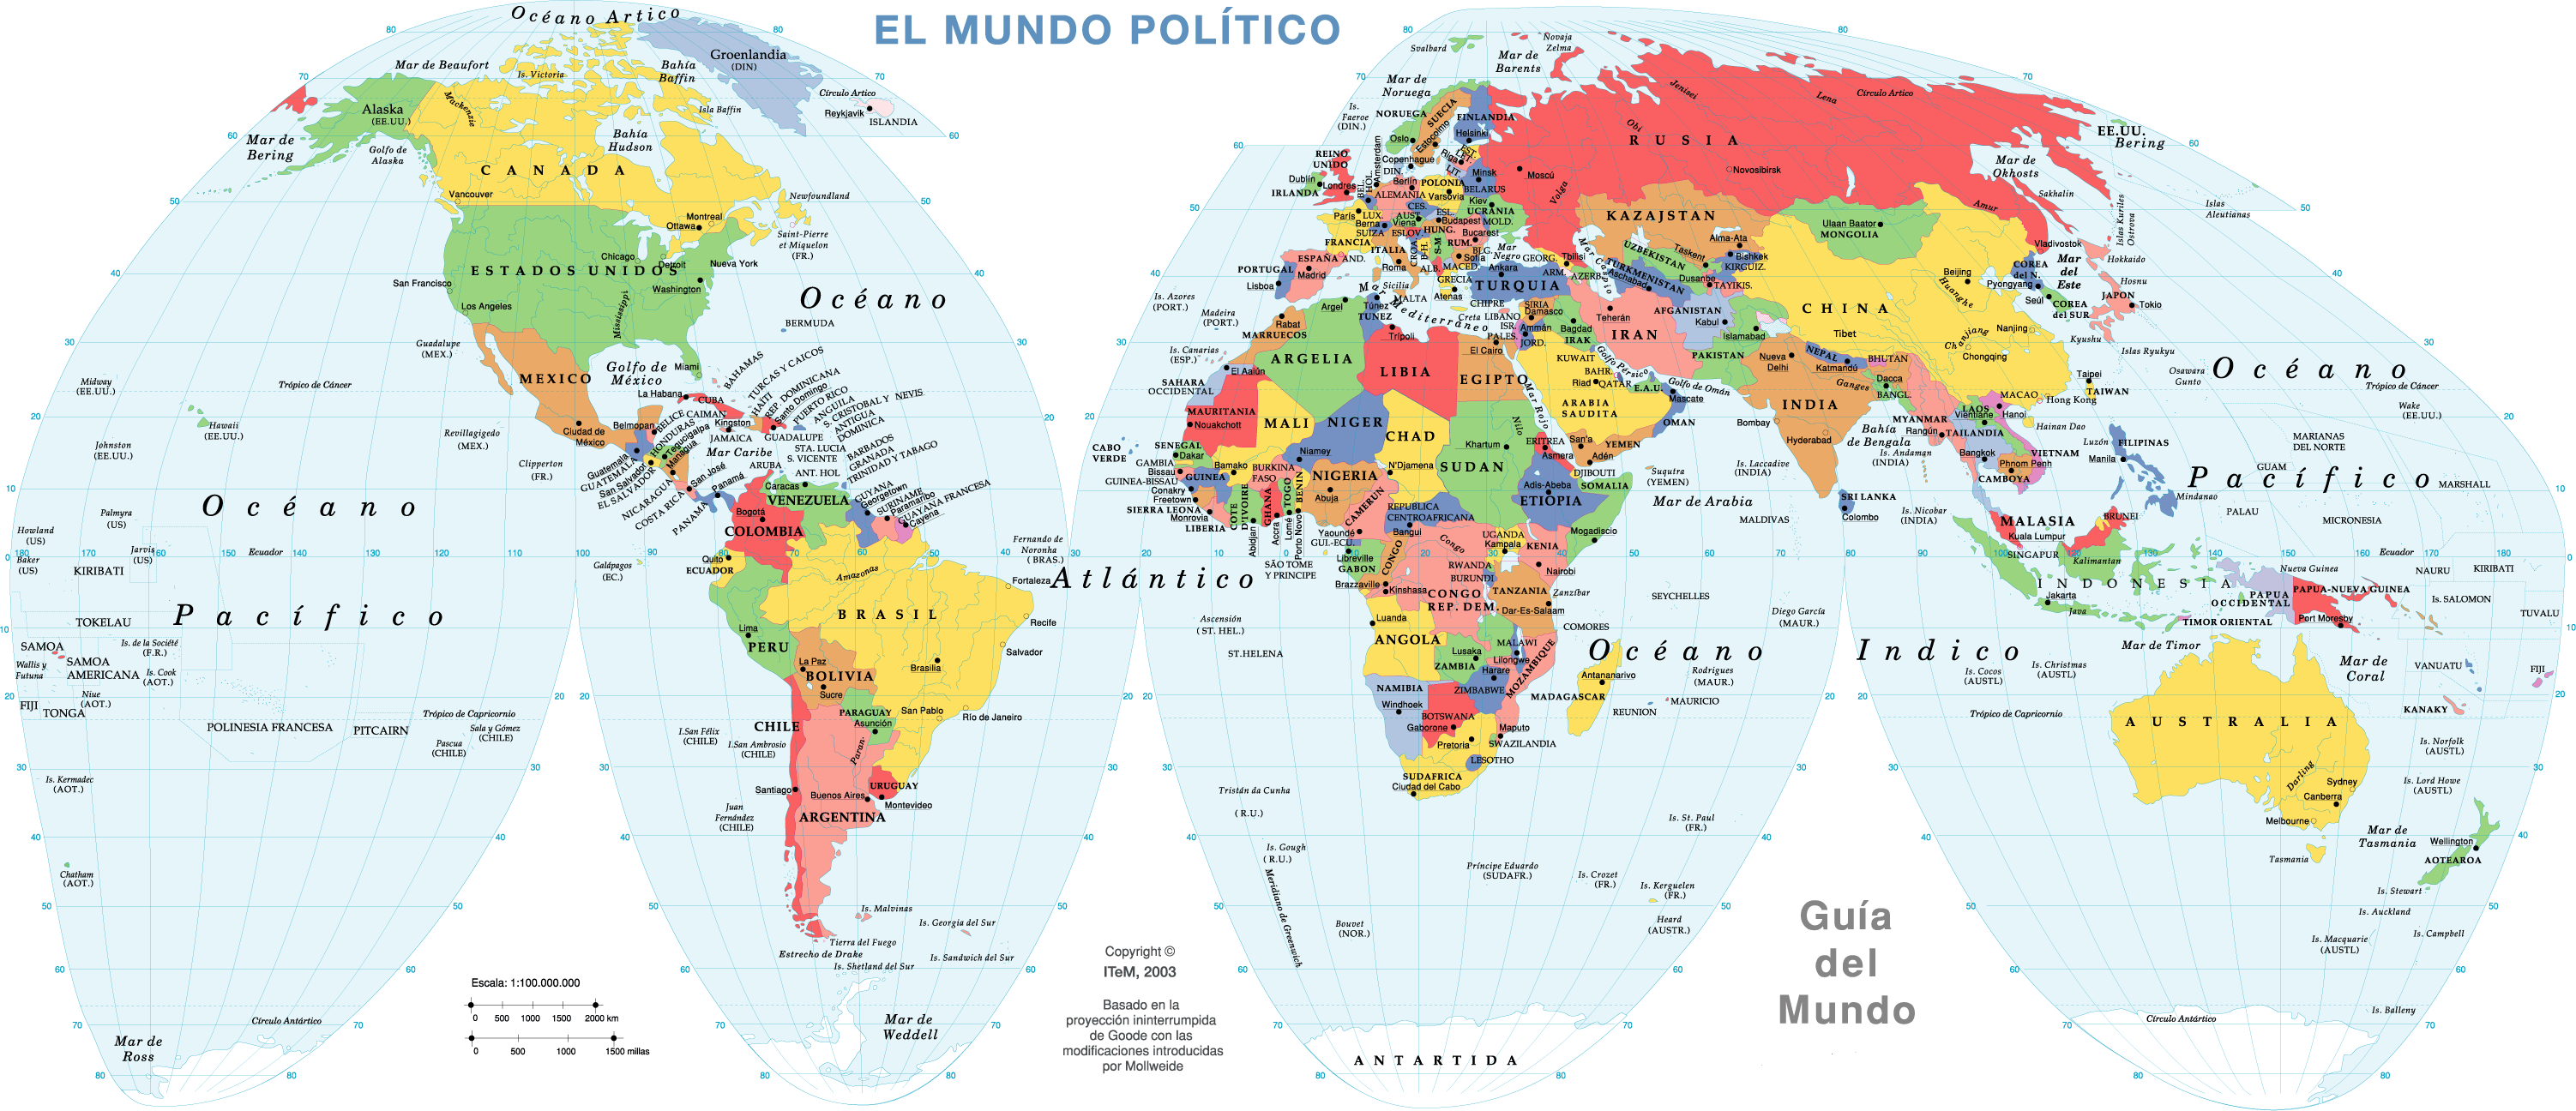 EL MUNDO POLÍTICO
Océano Artico
Mar de Beaufort
Is. Victoria
Bahía
Baffin
Groenlandia
(DIN)
Círculo Artico
Reykjavik
ISLANDIA
Alaska
(EE.UU.)
Mackenzie
Isla Baffin
Mar de
Bering
Golfo de
Alaska
Bahía
Hudson
CANADA
Vancouver
Newfoundland
Montreal
Ottawa
Saint-Pierre
et Miquelon
(FR.)
Chicago
Detroit
Nueva York
ESTADOS UNIDOS
San Francisco
Washington
Los Angeles
Mississippi
Océano
BERMUDA
Guadalupe
(MEX.)
Golfo de
México
Miami
MEXICO
BAHAMAS
TURCAS Y CAICOS
Midway
(EE.UU.)
Trópico de Cáncer
La Habana
CUBA
HAITI
REP. DOMINICANA
Santo Domingo
PUERTO RICO
ANGUILA
S. CRISTOBAL Y NEVIS
ANTIGUA
DOMINICA
Hawaii
(EE.UU.)
Ciudad de
México
Belmopan
BELICE
CAIMAN
Kingston
JAMAICA
GUADALUPE
STA. LUCIA
S. VICENTE
BARBADOS
GRANADA
TRINIDAD Y TABAGO
Johnston
(EE.UU.)
Revillagigedo
(MEX.)
Clipperton
(FR.)
HONDURAS
Tegucigalpa
Managua
Guatemala
GUATEMALA
San Salvador
EL SALVADOR
NICARAGUA
San José
COSTA RICA
Panamá
PANAMA
Mar Caribe
ARUBA
ANT. HOL
Caracas
VENEZUELA
GUYANA
Georgetown
SURINAME
Paramaribo
GUAYANA FRANCESA
Cayena
Bogotá
COLOMBIA
Océano
Pacífico
Palmyra
(US)
Howland
(US)
Baker
(US)
Jarvis
(US)
Ecuador
KIRIBATI
Galápagos
(EC.)
Quito
ECUADOR
Fernando de
Noronha
( BRAS.)
Fortaleza
Amazonas
BRASIL
Recife
Salvador
Lima
PERU
La Paz
BOLIVIA
Sucre
Brasilia
TOKELAU
SAMOA
Is. de la Société
(F.R.)
Wallis y
Futuna
SAMOA
AMERICANA
Is. Cook
(AOT.)
Niue
(AOT.)
FIJI
TONGA
POLINESIA FRANCESA
PITCAIRN
Trópico de Capricornio
Sala y Gómez
(CHILE)
Pascua
(CHILE)
I.San Félix
(CHILE)
I.San Ambrosio
(CHILE)
CHILE
PARAGUAY
Asunción
San Pablo
Río de Janeiro
Paran.
Is. Kermadec
(AOT.)
Santiago
Buenos Aires
URUGUAY
Montevideo
ARGENTINA
Juan
Fernández
(CHILE)
Chatham
(AOT.)
Is. Malvinas
Is. Georgia del Sur
Tierra del Fuego
Estrecho de Drake
Is. Shetland del Sur
Is. Sandwich del Sur
Mar de
Ross
Círculo Antártico
Mar de
Weddell
Escala: 1:100.000.000
0 500 1000 1500 2000 km
0 500 1000 1500 millas
Copyright ©
ITeM, 2003
Basado en la
proyección ininterrumpida
de Goode con las
modificaciones introducidas
por Mollweide
Atlántico
Svalbard
Novaja
Zelma
Mar de
Barents
Mar de
Noruega
Is.
Faeroe
(DIN.)
NORUEGA
SUECIA
FINLANDIA
Oslo
Estocolmo
Helsinki
REINO
UNIDO
Dublín
IRLANDA
Londres
Amsterdam
HOL.
BEL.
Copenhague
DIN.
Riga
EST.
LET.
LIT.
Minsk
BELARUS
Moscú
RUSIA
Obi
Jenisei
Lena
Círculo Artico
Novosibirsk
Volga
Berlín
ALEMANIA
POLONIA
Varsovia
Kiev
UCRANIA
París
LUX.
CES.
ESL.
AUST.
Viena
Budapest
MOLD.
Berna
SUIZA
ESLOV
HUNG.
FRANCIA
CROA
B-H.
S-M
RUM.
Bucarest
ITALIA
BLG.
Sofía
PORTUGAL
Lisboa
ESPAÑA
AND.
Madrid
Roma
ALB.
MACED.
GRECIA
Atenas
Mar
Negro
Ankara
TURQUIA
GEORG.
Tbilisi
ARM.
AZERB.
Mar Caspio
KAZAJSTAN
UZBEKISTAN
Taskent
Alma-Ata
Bishkek
KIRGUIZ.
TURKMENISTAN
Aschabad
Dusanbe
TAYIKIS.
Is. Azores
(PORT.)
Madeira
(PORT.)
Is. Canarias
(ESP.)
Argel
Túnez
TUNEZ
Sicilia
MALTA
Mar Mediterráneo
Creta
CHIPRE
LIBANO
SIRIA
Damasco
ISR.
PALES.
Ammán
JORD.
Bagdad
IRAK
Teherán
IRAN
AFGANISTAN
Kabul
Islamabad
PAKISTAN
Rabat
MARRUECOS
Trípoli
El Cairo
El Aaiún
SAHARA
OCCIDENTAL
ARGELIA
LIBIA
EGIPTO
KUWAIT
Golfo Pérsico
BAHR.
QATAR
Riad
E.A.U.
Golfo de Omán
Mascate
OMAN
ARABIA
SAUDITA
Mar Rojo
MAURITANIA
Nouakchott
MALI
NIGER
CHAD
Nilo
Khartum
SUDAN
ERITREA
Asmera
San'a
YEMEN
Adén
DJIBOUTI
Suqutra
(YEMEN)
CABO
VERDE
SENEGAL
Dakar
GAMBIA
Bissau
GUINEA-BISSAU
GUINEA
Conakry
Freetown
SIERRA LEONA
Monrovia
LIBERIA
Bamako
BURKINA
FASO
Niamey
COTE
D'IVOIRE
Abidjan
GHANA
Accra
TOGO
Lomé
BENIN
Porto Novo
NIGERIA
Abuja
N'Djamena
CAMERUN
Yaoundé
REPUBLICA
CENTROAFRICANA
Bangui
Adis-Abeba
ETIOPIA
SOMALIA
Mogadiscio
Mar de Arabia
GUI-ECU.
Libreville
GABON
SÃO TOME
Y PRINCIPE
CONGO
Congo
Brazzaville
Kinshasa
CONGO
REP. DEM.
UGANDA
Kampala
KENIA
Nairobi
RWANDA
BURUNDI
TANZANIA
Zanzíbar
Dar-Es-Salaam
SEYCHELLES
COMORES
Ascensión
( ST. HEL.)
ST.HELENA
Luanda
ANGOLA
ZAMBIA
Lusaka
MALAWI
Lilongwe
Harare
ZIMBABWE
MOZAMBIQUE
NAMIBIA
Windhoek
BOTSWANA
Gaborone
Pretoria
Maputo
SWAZILANDIA
LESOTHO
SUDAFRICA
Ciudad del Cabo
Antananarivo
MADAGASCAR
REUNION
MAURICIO
Rodrigues
(MAUR.)
Diego García
(MAUR.)
Océano Indico
Tristán da Cunha
( R.U.)
Is. Gough
( R.U.)
Meridiano de Greenwich
Bouvet
(NOR.)
Príncipe Eduardo
(SUDAFR.)
Is. Crozet
(FR.)
Is. St. Paul
(FR.)
Is. Kerguelen
(FR.)
Heard
(AUSTR.)
ANTARTIDA
EE.UU.
Bering
Mar de
Okhosts
Sakhalin
Islas
Aleutianas
Islas Kuriles
Ostrova
Amur
Ulaan Baator
MONGOLIA
Vladivostok
Hokkaido
Beijing
Huanghe
COREA
del N.
Pyongyang
Seúl
COREA
del SUR
Mar
del
Este
Hosnu
JAPON
Tokio
Kyushu
CHINA
Tibet
Nanjing
Chanjiang
Chongqing
Islas Ryukyu
Osawara
Gunto
Océano
Trópico de Cáncer
Nueva
Delhi
NEPAL
Katmandú
BHUTAN
Ganges
Dacca
BANGL.
INDIA
Bombay
Hyderabad
MACAO
Hong Kong
Taipei
TAIWAN
MYANMAR
Rangún
LAOS
Vientiane
Hanoi
Hainan Dao
TAILANDIA
Bangkok
VIETNAM
Phnom Penh
CAMBOYA
Bahía
de Bengala
Is. Andaman
(INDIA)
Is. Laccadive
(INDIA)
Is. Nicobar
(INDIA)
SRI LANKA
Colombo
MALDIVAS
Luzón
FILIPINAS
Manila
Mindanao
Wake
(EE.UU.)
MARIANAS
DEL NORTE
GUAM
Pacífico
MARSHALL
PALAU
MICRONESIA
MALASIA
Kuala Lumpur
BRUNEI
SINGAPUR
Kalimantan
INDONESIA
Jakarta
Java
Nueva Guinea
PAPUA
OCCIDENTAL
PAPUA-NUEVA GUINEA
Port Moresby
TIMOR ORIENTAL
Mar de Timor
Ecuador
NAURU
KIRIBATI
Is. SALOMON
TUVALU
Is. Cocos
(AUSTL)
Is. Christmas
(AUSTL)
Mar de
Coral
VANUATU
FIJI
KANAKY
Trópico de Capricornio
AUSTRALIA
Darling
Sydney
Canberra
Melbourne
Tasmania
Is. Norfolk
(AUSTL)
Is. Lord Howe
(AUSTL)
Mar de
Tasmania
Wellington
AOTEAROA
Is. Stewart
Is. Auckland
Is. Campbell
Is. Macquarie
(AUSTL)
Is. Balleny
Círculo Antártico
Guía
del
Mundo